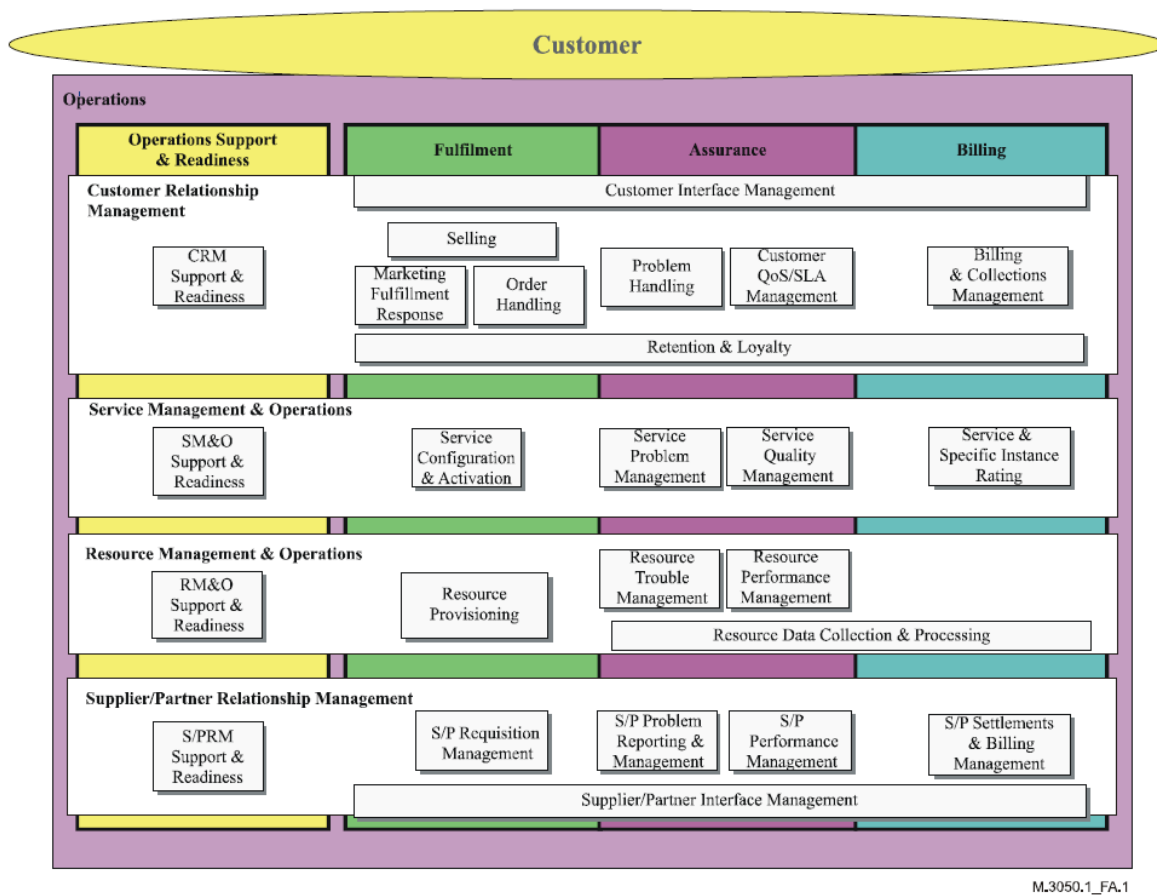 Customer
Operations
Operations Support
& Readiness
Fulfilment
Assurance
Billing
Customer Relationship
Management
Customer Interface Management
CRM
Support &
Readiness
Selling
Marketing
Fulfillment
Response
Order
Handling
Problem
Handling
Customer
QoS/SLA
Management
Billing
& Collections
Management
Retention & Loyalty
Service Management & Operations
SM&O
Support &
Readiness
Service
Configuration
& Activation
Service
Problem
Management
Service
Quality
Management
Service &
Specific Instance
Rating
Resource Management & Operations
RM&O
Support &
Readiness
Resource
Provisioning
Resource
Trouble
Management
Resource
Performance
Management
Resource Data Collection & Processing
Supplier/Partner Relationship Management
S/PRM
Support &
Readiness
S/P Requisition
Management
S/P Problem
Reporting &
Management
S/P
Performance
Management
S/P Settlements
& Billing
Management
Supplier/Partner Interface Management
M.3050.1_FA.1